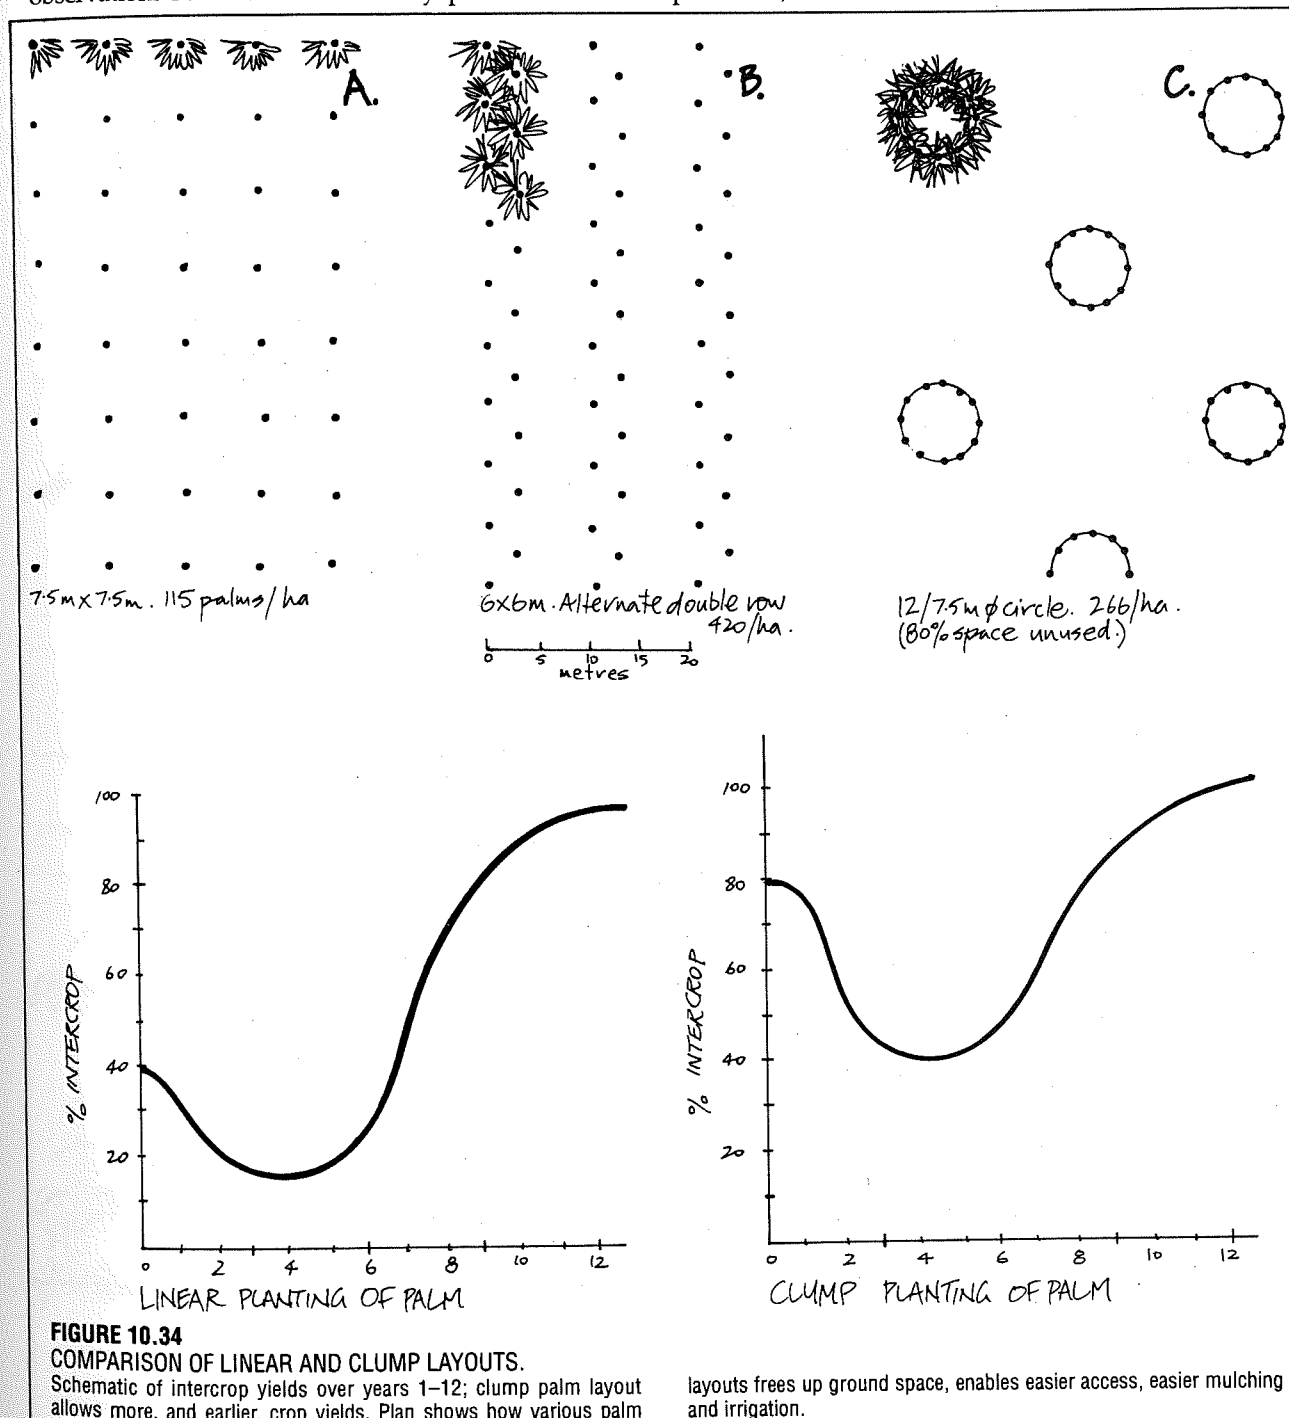 A.
B.
C.
7.5m x 7.5m. 115 palms/ha
6x6m. Alternate double row
420/ha.
12/7.5mϕ circle. 266/ha.
(80% space unused.)
0 5 10 15 20
metres
100
80
60
40
20
% INTERCROP
0 2 4 6 8 10 12
LINEAR PLANTING OF PALM
100
80
60
40
20
% INTERCROP
0 2 4 6 8 10 12
CLUMP PLANTING OF PALM
FIGURE 10.34
COMPARISON OF LINEAR AND CLUMP LAYOUTS.
Schematic of intercrop yields over years 1–12; clump palm layout
allows more, and earlier, crop yields. Plan shows how various palm
layouts frees up ground space, enables easier access, easier mulching
and irrigation.